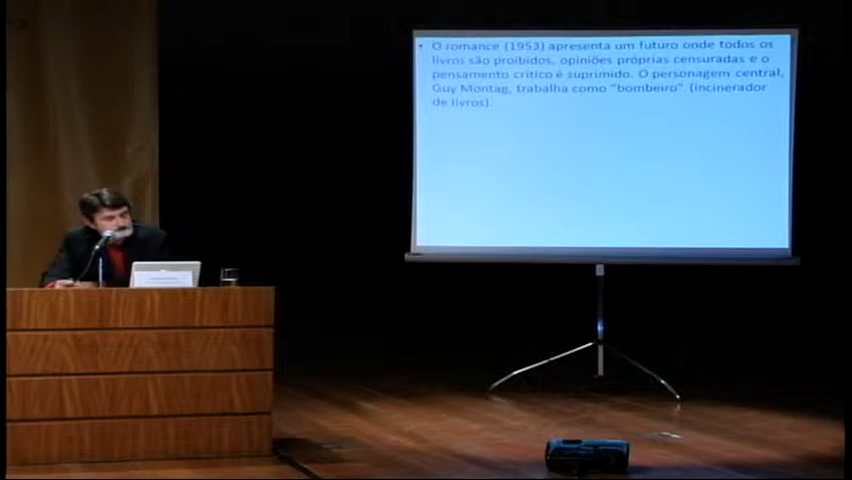 • O romance (1953) apresenta um futuro onde todos os
livros são proibidos, opiniões próprias censuradas e o
pensamento crítico é suprimido. O personagem central,
Guy Montag, trabalha como "bombeiro" (incinerador
de livros).